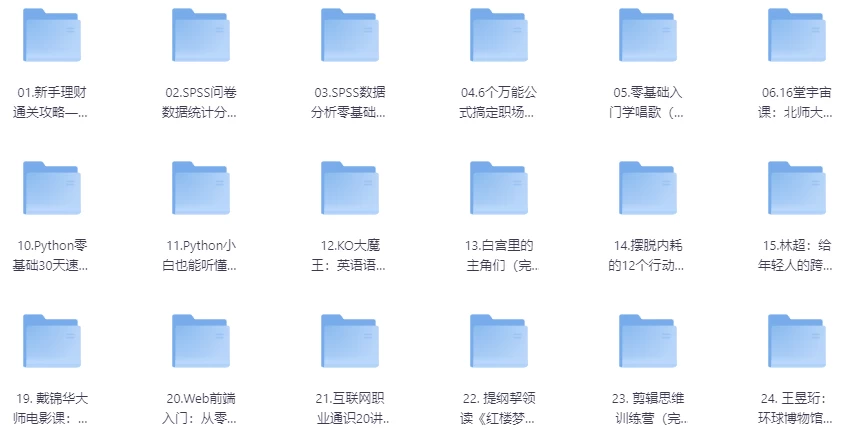 01.新手理财
通关攻略—...
02.SPSS问卷
数据统计分...
03.SPSS数据
分析零基础...
04.6个万能公
式搞定职场...
05.零基础入
门学唱歌（...
06.16堂宇宙
课：北师大...
10.Python零
基础30天速...
11.Python小
白也能听懂...
12.KO大魔
王：英语语...
13.白宫里的
主角们（完...
14.摆脱内耗
的12个行动...
15.林超：给
年轻人的跨...
19. 戴锦华大
师电影课：...
20.Web前端
入门：从零...
21.互联网职
业通识20讲...
22. 提纲挈领
读《红楼梦...
23. 剪辑思维
训练营（完...
24. 王昱珩：
环球博物馆...